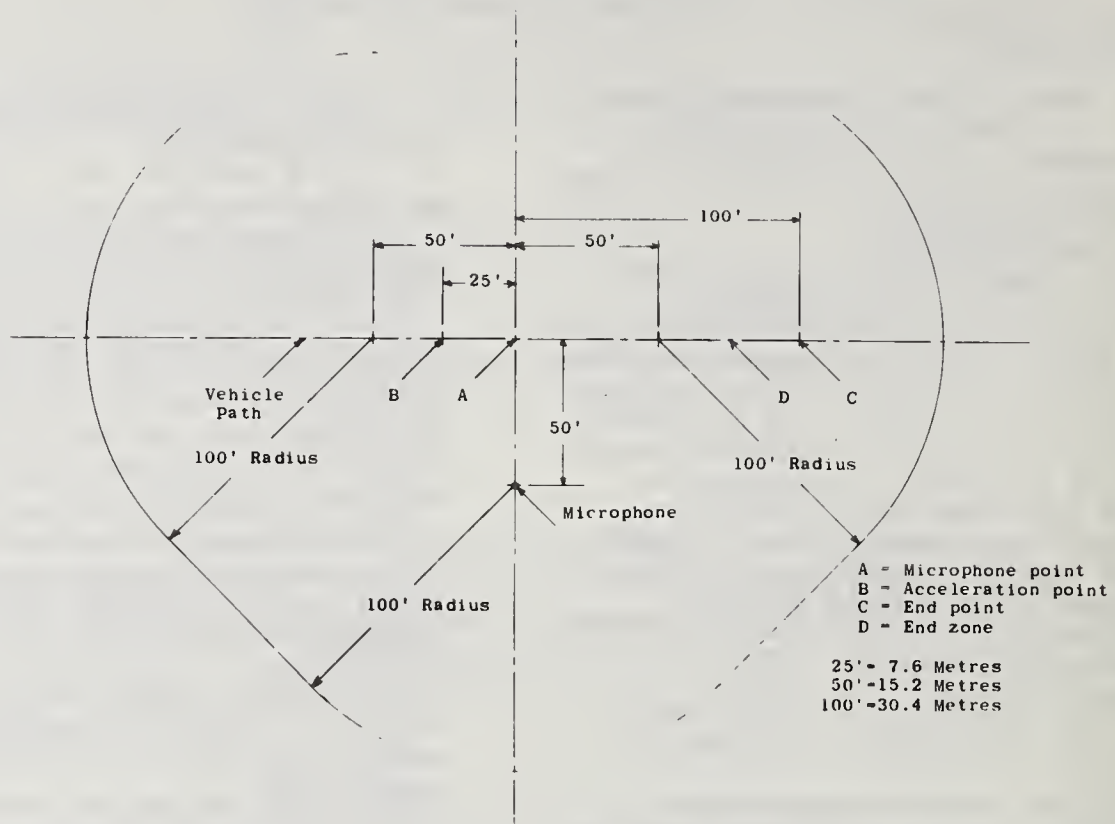 100'
50'
50'
25'
Vehicle
Path
B
A
D
C
50'
100' Radius
100' Radius
Microphone
100' Radius
A = Microphone point
B = Acceleration point
C = End point
D = End zone
25'= 7.6 Metres
50'=15.2 Metres
100'=30.4 Metres